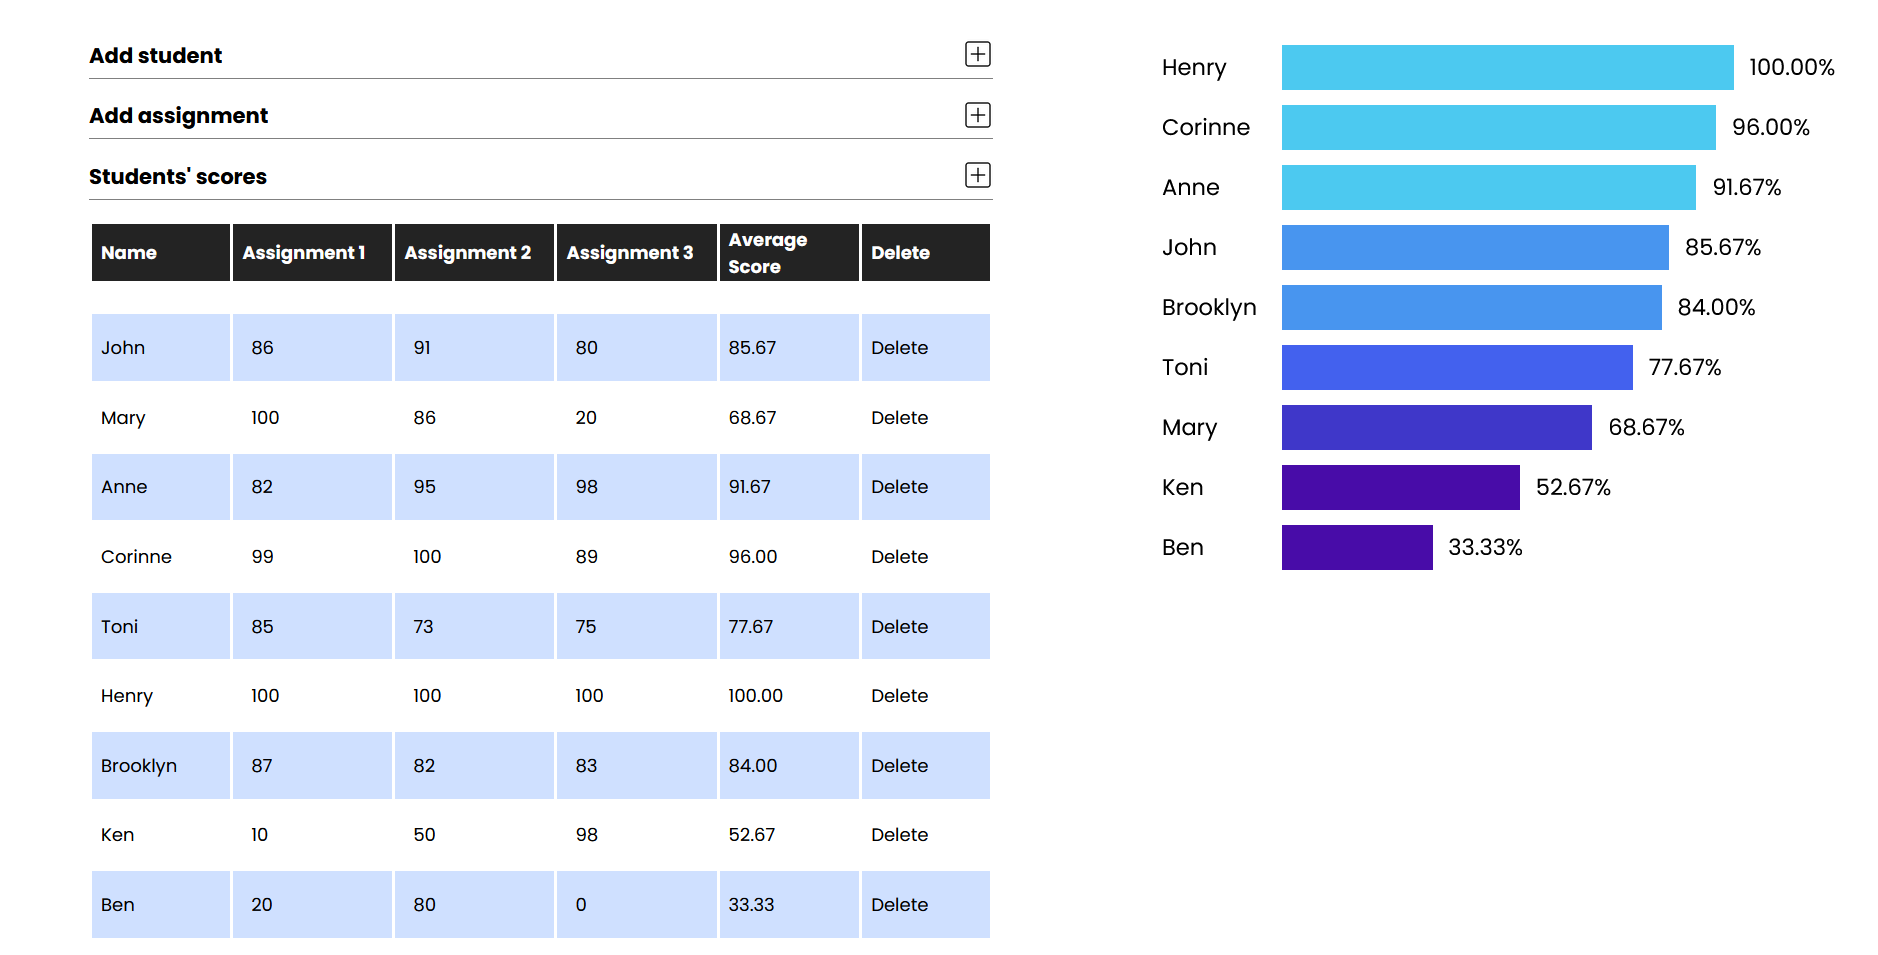 Add student
Add assignment
Students' scores
Name Assignment 1 Assignment 2 Assignment 3 Average Score Delete
John 86 91 80 85.67 Delete
Mary 100 86 20 68.67 Delete
Anne 82 95 98 91.67 Delete
Corinne 99 100 89 96.00 Delete
Toni 85 73 75 77.67 Delete
Henry 100 100 100 100.00 Delete
Brooklyn 87 82 83 84.00 Delete
Ken 10 50 98 52.67 Delete
Ben 20 80 0 33.33 Delete
Henry 100.00%
Corinne 96.00%
Anne 91.67%
John 85.67%
Brooklyn 84.00%
Toni 77.67%
Mary 68.67%
Ken 52.67%
Ben 33.33%